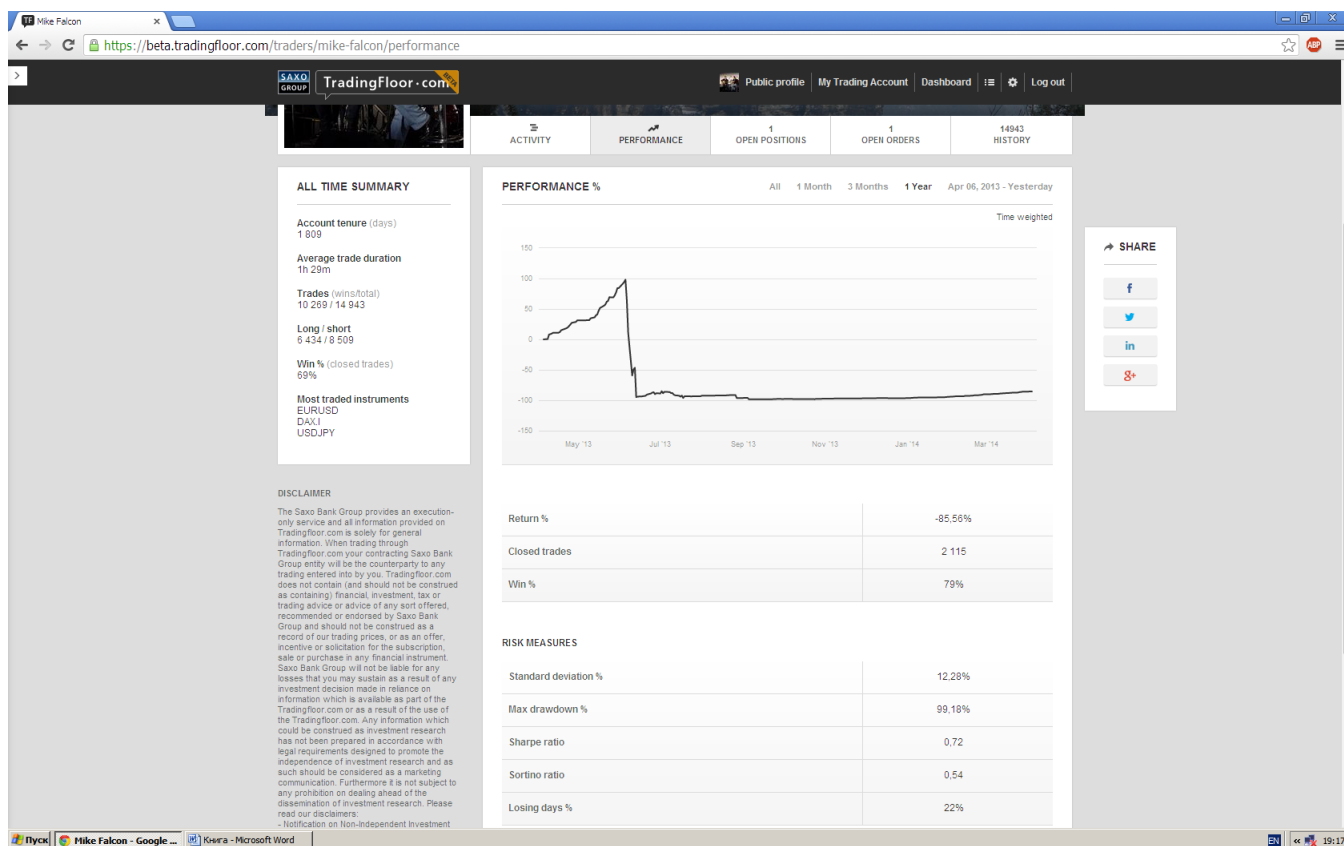 Mike Falcon
https://beta.tradingfloor.com/traders/mike-falcon/performance
ABP
SAXO
GROUP
TradingFloor·com
BETA
Public profile
My Trading Account
Dashboard
Log out
ACTIVITY
PERFORMANCE
1
OPEN POSITIONS
1
OPEN ORDERS
14943
HISTORY
ALL TIME SUMMARY
Account tenure (days)
1 809
Average trade duration
1h 29m
Trades (wins/total)
10 269 / 14 943
Long / short
6 434 / 8 509
Win % (closed trades)
69%
Most traded instruments
EURUSD
DAX.I
USDJPY
PERFORMANCE %
All 1 Month 3 Months 1 Year Apr 06, 2013 - Yesterday
Time weighted
150
100
50
0
-50
-100
-150
May '13 Jul '13 Sep '13 Nov '13 Jan '14 Mar '14
SHARE
DISCLAIMER
The Saxo Bank Group provides an execution-
only service and all information provided on
Tradingfloor.com is solely for general
information. When trading through
Tradingfloor.com your contracting Saxo Bank
Group entity will be the counterparty to any
trading entered into by you. Tradingfloor.com
does not contain (and should not be construed
as containing) financial, investment, tax or
trading advice or advice of any sort offered,
recommended or endorsed by Saxo Bank
Group and should not be construed as a
record of our trading prices, or as an offer,
incentive or solicitation for the subscription,
sale or purchase in any financial instrument.
Saxo Bank Group will not be liable for any
losses that you may sustain as a result of any
investment decision made in reliance on
information which is available as part of the
Tradingfloor.com or as a result of the use of
the Tradingfloor.com. Any information which
could be construed as investment research
has not been prepared in accordance with
legal requirements designed to promote the
independence of investment research and as
such should be considered as a marketing
communication. Furthermore it is not subject to
any prohibition on dealing ahead of the
dissemination of investment research. Please
read our disclaimers:
- Notification on Non-Independent Investment
Return % -85,56%
Closed trades 2 115
Win % 79%
RISK MEASURES
Standard deviation % 12,28%
Max drawdown % 99,18%
Sharpe ratio 0,72
Sortino ratio 0,54
Losing days % 22%
Пуск
Mike Falcon - Google ...
Книга - Microsoft Word
EN
19:17